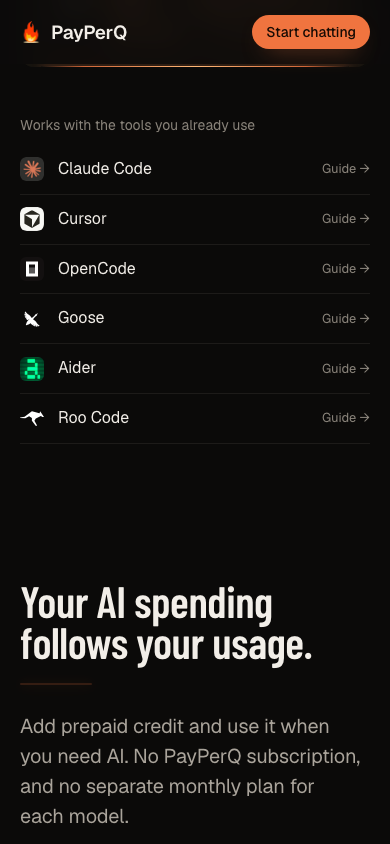 PayPerQ
Start chatting
Works with the tools you already use
Claude Code
Guide →
Cursor
Guide →
OpenCode
Guide →
Goose
Guide →
Aider
Guide →
Roo Code
Guide →
Your AI spending
follows your usage.
Add prepaid credit and use it when
you need AI. No PayPerQ subscription,
and no separate monthly plan for
each model.